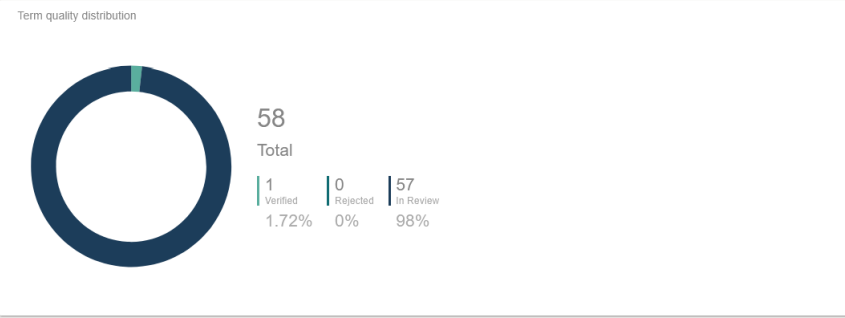 Term quality distribution
58
Total
1 0 57
Verified Rejected In Review
1.72% 0% 98%